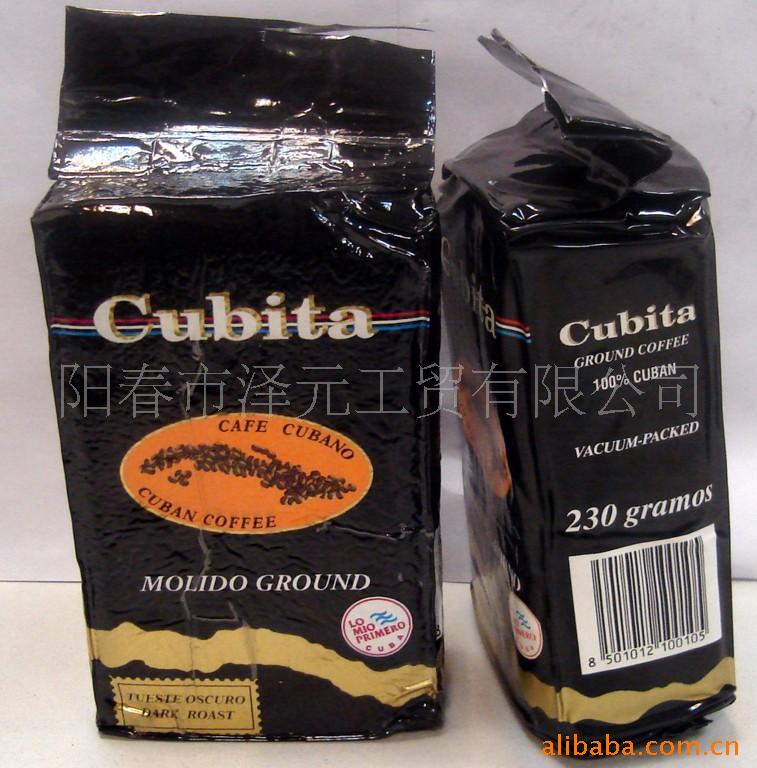 Cubita
CAFE CUBANO
CUBAN COFFEE
MOLIDO GROUND
LO
MIO
PRIMERO
CUBA
TUESTE OSCURO
DARK ROAST
Cubita
GROUND COFFEE
100% CUBAN
VACUUM-PACKED
230 gramos
8 501012 100105
阳春市泽元工贸有限公司
alibaba.com.cn